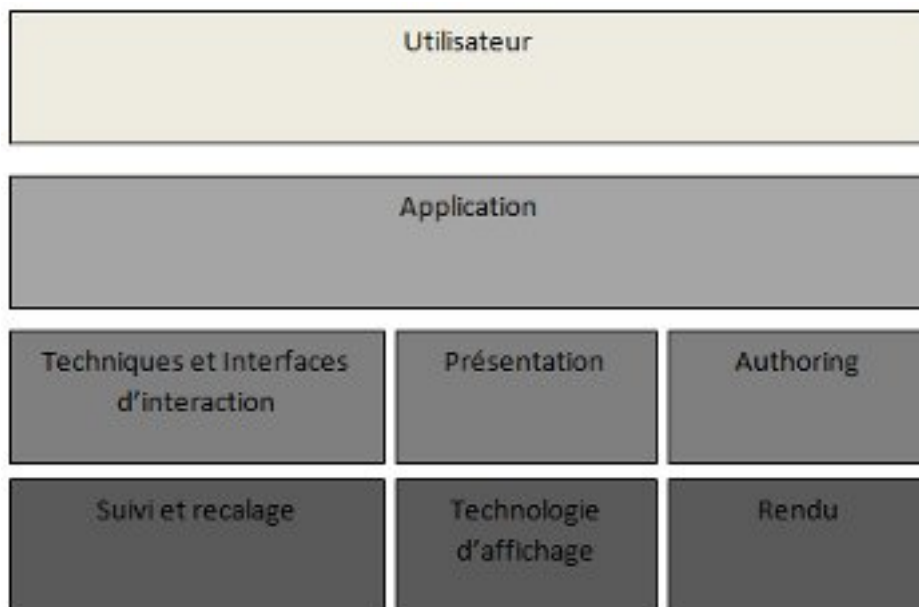 Utilisateur
Application
Techniques et Interfaces
d'interaction
Présentation
Authoring
Suivi et recalage
Technologie
d'affichage
Rendu